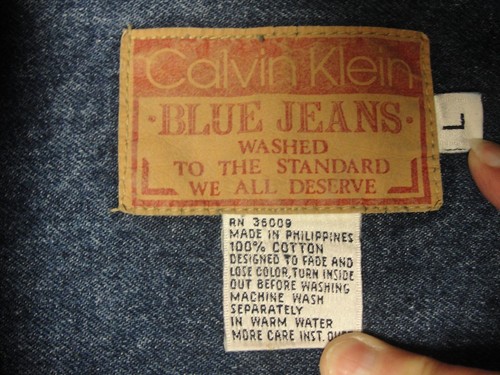 Calvin Klein
·BLUE JEANS·
WASHED
TO THE STANDARD
WE ALL DESERVE
L
RN 36009
MADE IN PHILIPPINES
100% COTTON
DESIGNED TO FADE AND
LOSE COLOR, TURN INSIDE
OUT BEFORE WASHING
MACHINE WASH
SEPARATELY
IN WARM WATER
MORE CARE INST.